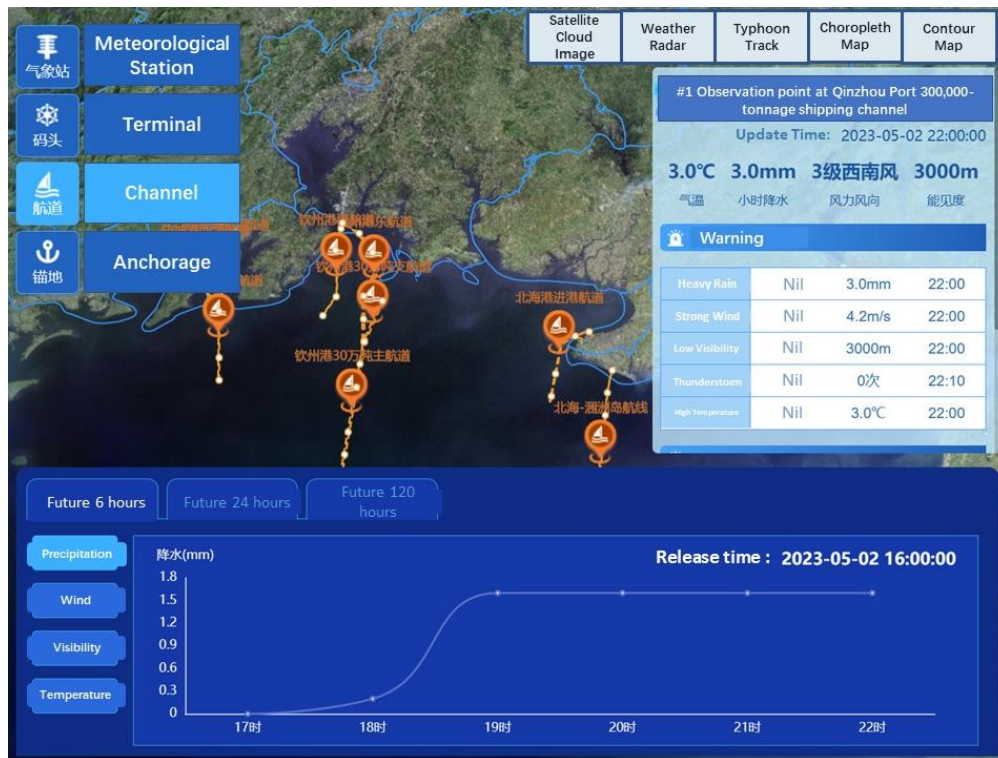 气象站
Meteorological
Station
码头
Terminal
航道
Channel
锚地
Anchorage
Satellite
Cloud
Image
Weather
Radar
Typhoon
Track
Choropleth
Map
Contour
Map
#1 Observation point at Qinzhou Port 300,000-
tonnage shipping channel
Update Time: 2023-05-02 22:00:00
3.0℃ 3.0mm 3级西南风 3000m
气温 小时降水 风力风向 能见度
Warning
Heavy Rain Nil 3.0mm 22:00
Strong Wind Nil 4.2m/s 22:00
Low Visibility Nil 3000m 22:00
Thunderstorm Nil 0次 22:10
High Temperature Nil 3.0℃ 22:00
北海港进港航道
钦州港30万吨主航道
北海-涠洲岛航线
Future 6 hours
Future 24 hours
Future 120
hours
Precipitation
Wind
Visibility
Temperature
降水(mm)
Release time : 2023-05-02 16:00:00
1.8
1.5
1.2
0.9
0.6
0.3
0
17时 18时 19时 20时 21时 22时